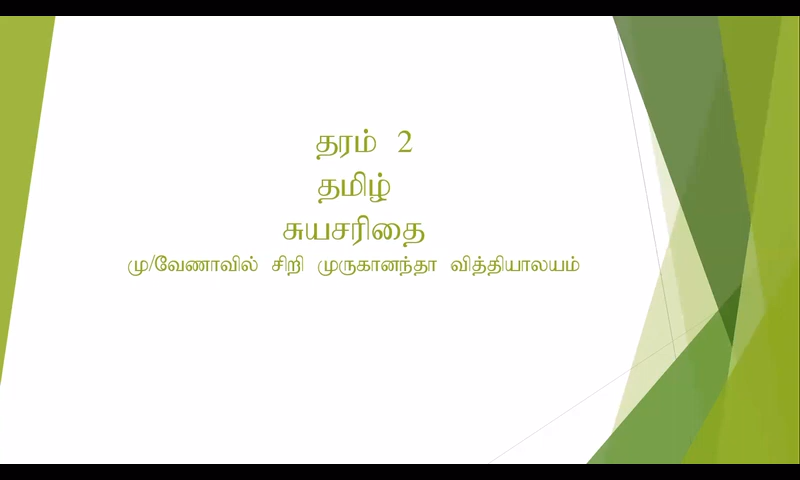 தரம் 2
தமிழ்
சுயசரிதை
மு/வேணாவில் சிறி முருகானந்தா வித்தியாலயம்